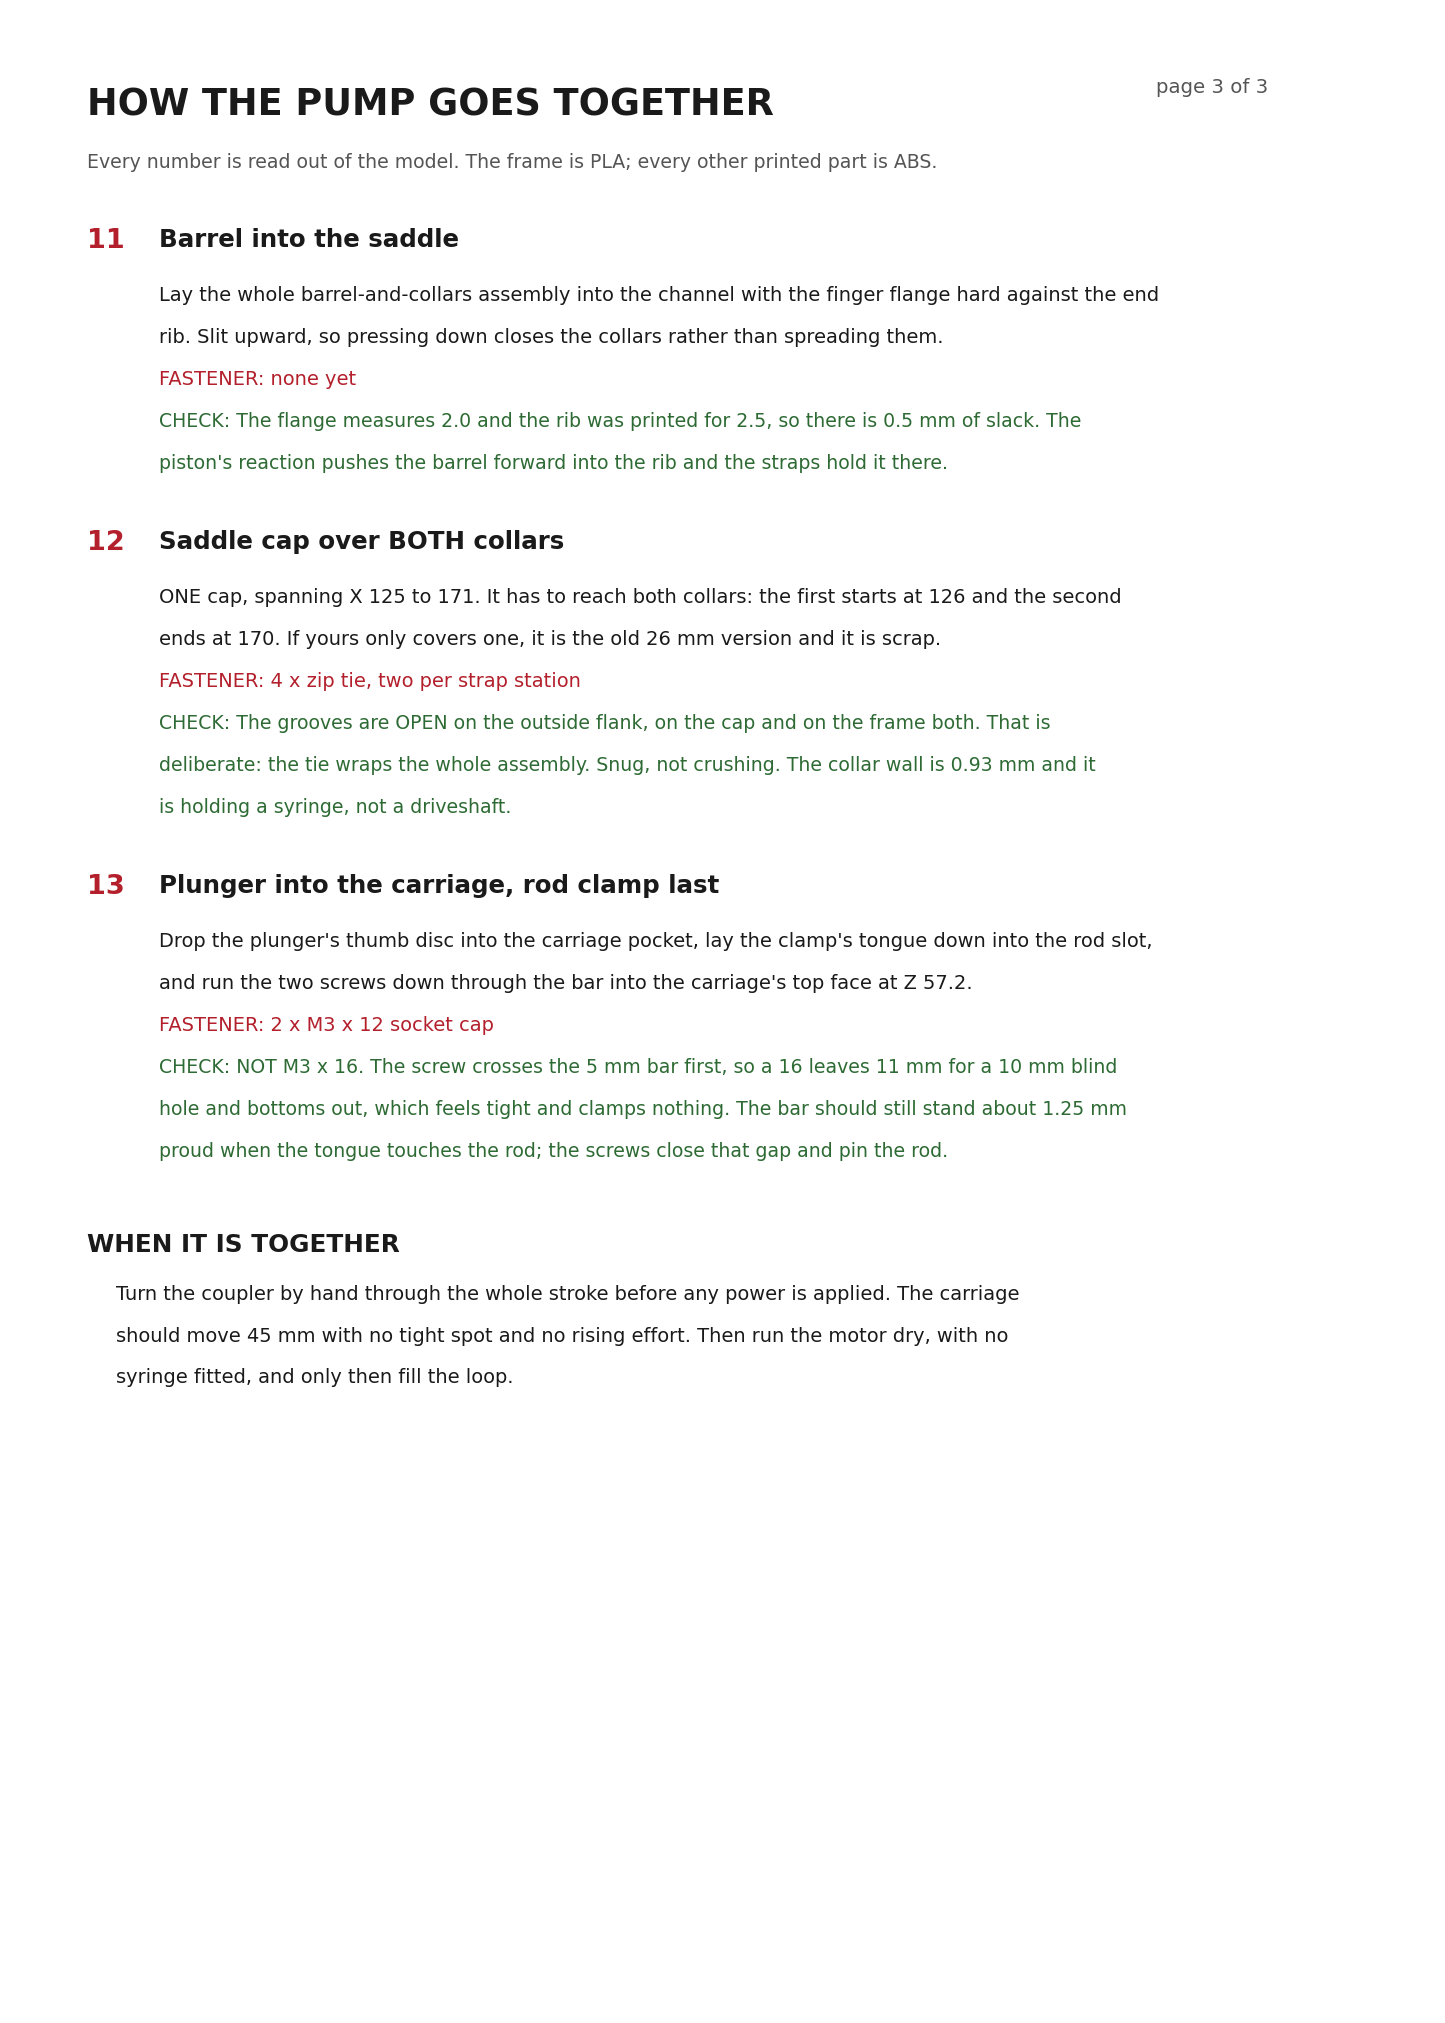 HOW THE PUMP GOES TOGETHER
page 3 of 3
Every number is read out of the model. The frame is PLA; every other printed part is ABS.
11 Barrel into the saddle
Lay the whole barrel-and-collars assembly into the channel with the finger flange hard against the end
rib. Slit upward, so pressing down closes the collars rather than spreading them.
FASTENER: none yet
CHECK: The flange measures 2.0 and the rib was printed for 2.5, so there is 0.5 mm of slack. The
piston's reaction pushes the barrel forward into the rib and the straps hold it there.
12 Saddle cap over BOTH collars
ONE cap, spanning X 125 to 171. It has to reach both collars: the first starts at 126 and the second
ends at 170. If yours only covers one, it is the old 26 mm version and it is scrap.
FASTENER: 4 x zip tie, two per strap station
CHECK: The grooves are OPEN on the outside flank, on the cap and on the frame both. That is
deliberate: the tie wraps the whole assembly. Snug, not crushing. The collar wall is 0.93 mm and it
is holding a syringe, not a driveshaft.
13 Plunger into the carriage, rod clamp last
Drop the plunger's thumb disc into the carriage pocket, lay the clamp's tongue down into the rod slot,
and run the two screws down through the bar into the carriage's top face at Z 57.2.
FASTENER: 2 x M3 x 12 socket cap
CHECK: NOT M3 x 16. The screw crosses the 5 mm bar first, so a 16 leaves 11 mm for a 10 mm blind
hole and bottoms out, which feels tight and clamps nothing. The bar should still stand about 1.25 mm
proud when the tongue touches the rod; the screws close that gap and pin the rod.
WHEN IT IS TOGETHER
Turn the coupler by hand through the whole stroke before any power is applied. The carriage
should move 45 mm with no tight spot and no rising effort. Then run the motor dry, with no
syringe fitted, and only then fill the loop.